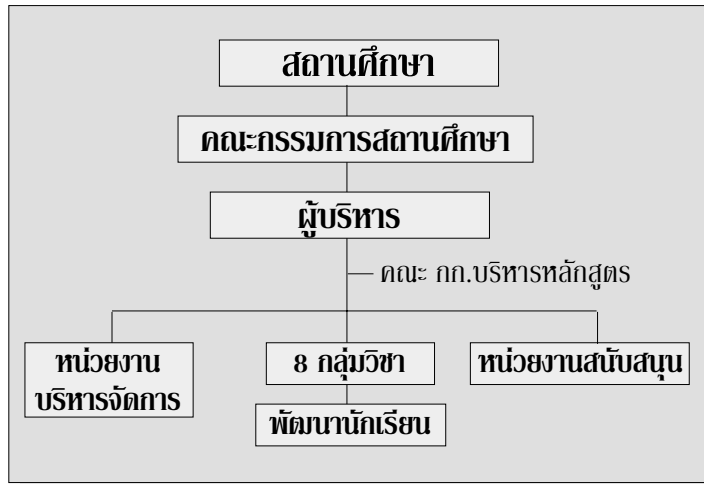 สถานศึกษา
คณะกรรมการสถานศึกษา
ผู้บริหาร
คณะ กก.บริหารหลักสูตร
หน่วยงาน
บริหารจัดการ
8 กลุ่มวิชา
หน่วยงานสนับสนุน
พัฒนานักเรียน